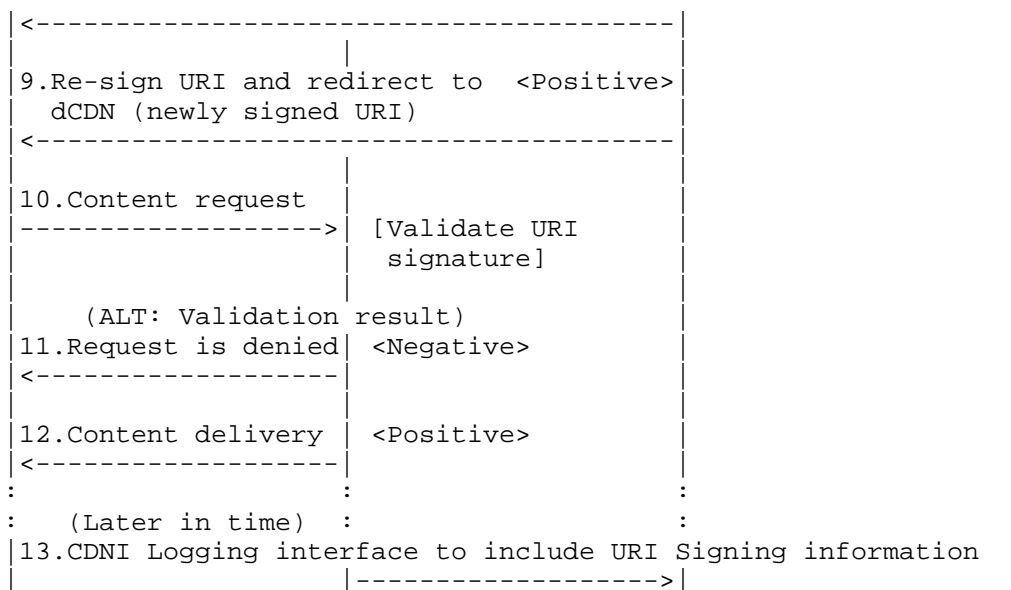 |<----------------------------------------|
|                    |                    |
|9.Re-sign URI and redirect to  <Positive>|
|  dCDN (newly signed URI)                |
|<----------------------------------------|
|                    |                    |
|10.Content request  |                    |
|------------------->| [Validate URI      |
|                    |  signature]        |
|                    |                    |
|    (ALT: Validation result)             |
|11.Request is denied| <Negative>         |
|<-------------------|                    |
|                    |                    |
|12.Content delivery | <Positive>         |
|<-------------------|                    |
:                    :                    :
:   (Later in time)  :                    :
|13.CDNI Logging interface to include URI Signing information
|                    |------------------->|